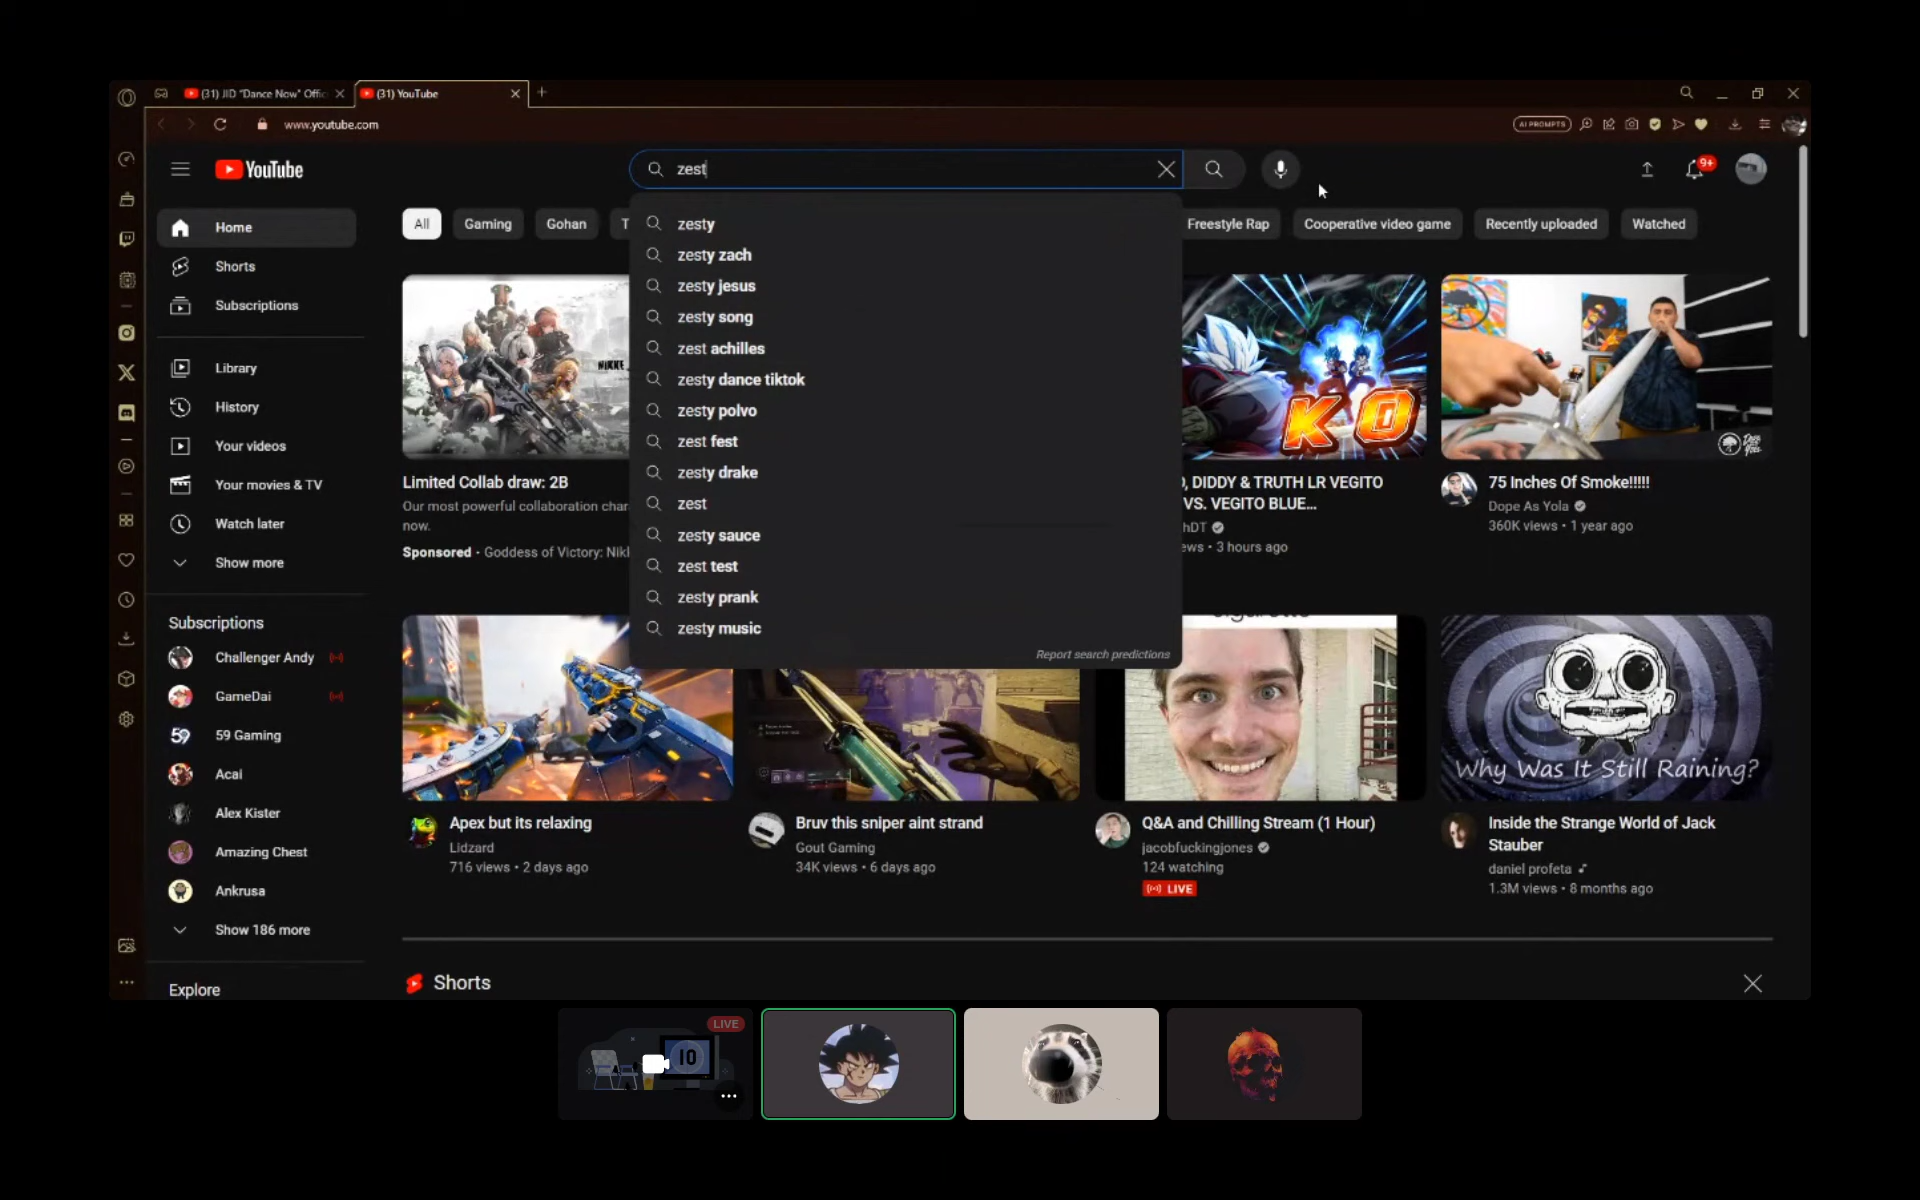 (31) JID "Dance Now" Offic
(31) YouTube
www.youtube.com
AI PROMPTS
YouTube
zest
9+
Home
Shorts
Subscriptions
Library
History
Your videos
Your movies & TV
Watch later
Show more
Subscriptions
Challenger Andy
GameDai
59
59 Gaming
Acai
Alex Kister
Amazing Chest
Ankrusa
Show 186 more
Explore
All
Gaming
Gohan
T
Freestyle Rap
Cooperative video game
Recently uploaded
Watched
zesty
zesty zach
zesty jesus
zesty song
zest achilles
zesty dance tiktok
zesty polvo
zest fest
zesty drake
zest
zesty sauce
zest test
zesty prank
zesty music
Report search predictions
NIKKE
Limited Collab draw: 2B
Our most powerful collaboration char
now.
Sponsored • Goddess of Victory: Nikk
KO
, DIDDY & TRUTH LR VEGITO
VS. VEGITO BLUE...
hDT
ews • 3 hours ago
75 Inches Of Smoke!!!!!
Dope As Yola
360K views • 1 year ago
Apex but its relaxing
Lidzard
716 views • 2 days ago
Bruv this sniper aint strand
Gout Gaming
34K views • 6 days ago
Q&A and Chilling Stream (1 Hour)
jacobfuckingjones
124 watching
LIVE
Why Was It Still Raining?
Inside the Strange World of Jack
Stauber
daniel profeta
1.3M views • 8 months ago
Shorts
LIVE
10